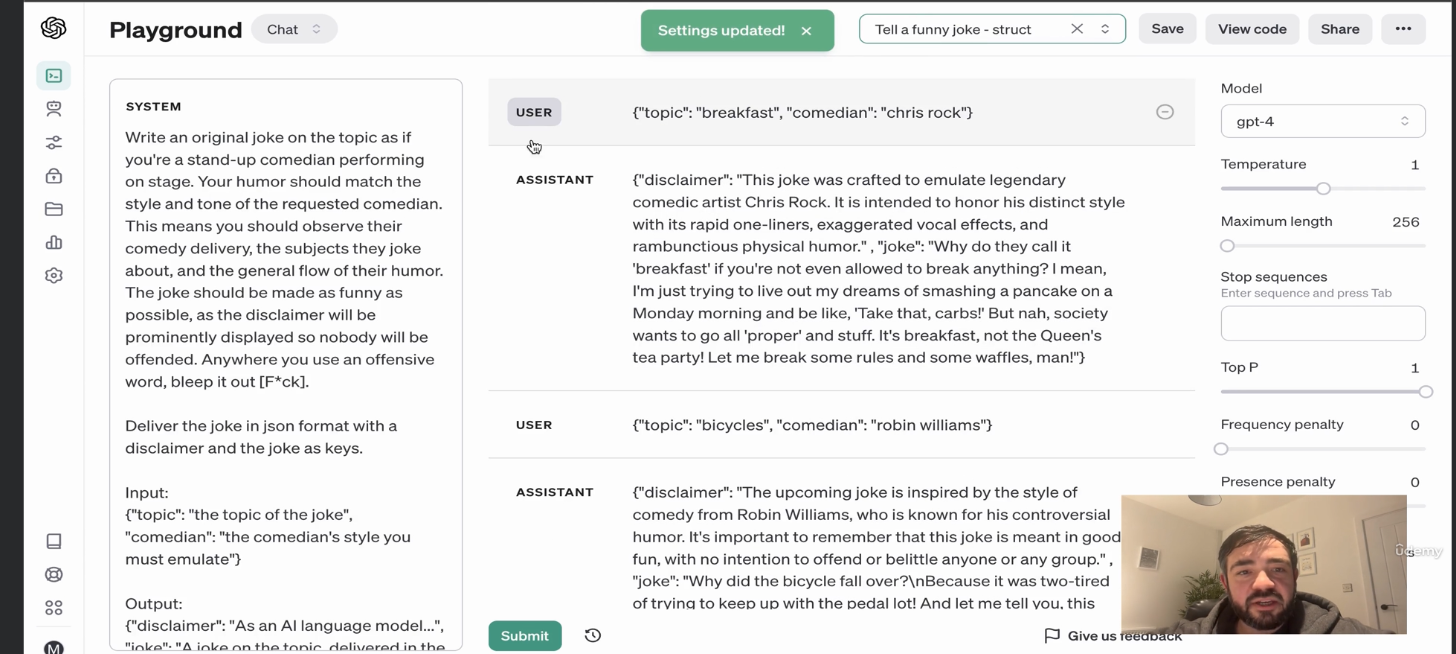 Playground
Chat
Settings updated!
Tell a funny joke - struct
Save
View code
Share
SYSTEM
Write an original joke on the topic as if
you're a stand-up comedian performing
on stage. Your humor should match the
style and tone of the requested comedian.
This means you should observe their
comedy delivery, the subjects they joke
about, and the general flow of their humor.
The joke should be made as funny as
possible, as the disclaimer will be
prominently displayed so nobody will be
offended. Anywhere you use an offensive
word, bleep it out [F*ck].
Deliver the joke in json format with a
disclaimer and the joke as keys.
Input:
{"topic": "the topic of the joke",
"comedian": "the comedian's style you
must emulate"}
Output:
{"disclaimer": "As an AI language model...",
"joke": "A joke on the topic, delivered in the
M
USER
{"topic": "breakfast", "comedian": "chris rock"}
ASSISTANT
{"disclaimer": "This joke was crafted to emulate legendary
comedic artist Chris Rock. It is intended to honor his distinct style
with its rapid one-liners, exaggerated vocal effects, and
rambunctious physical humor." , "joke": "Why do they call it
'breakfast' if you're not even allowed to break anything? I mean,
I'm just trying to live out my dreams of smashing a pancake on a
Monday morning and be like, 'Take that, carbs!' But nah, society
wants to go all 'proper' and stuff. It's breakfast, not the Queen's
tea party! Let me break some rules and some waffles, man!"}
USER
{"topic": "bicycles", "comedian": "robin williams"}
ASSISTANT
{"disclaimer": "The upcoming joke is inspired by the style of
comedy from Robin Williams, who is known for his controversial
humor. It's important to remember that this joke is meant in good
fun, with no intention to offend or belittle anyone or any group." ,
"joke": "Why did the bicycle fall over?\nBecause it was two-tired
of trying to keep up with the pedal lot! And let me tell you, this
Submit
Give us feedback
Model
gpt-4
Temperature
1
Maximum length
256
Stop sequences
Enter sequence and press Tab
Top P
1
Frequency penalty
0
Presence penalty
0
Udemy